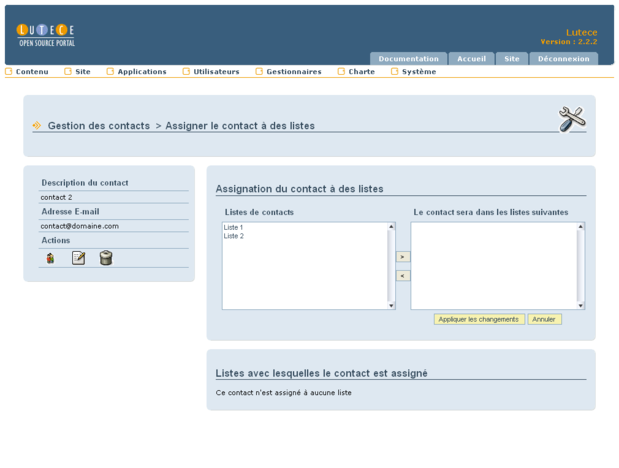 LUTECE
OPEN SOURCE PORTAL
Lutece
Version : 2.2.2
Documentation Accueil Site Déconnexion
Contenu Site Applications Utilisateurs Gestionnaires Charte Système
Gestion des contacts > Assigner le contact à des listes
Description du contact
contact 2
Adresse E-mail
contact@domaine.com
Actions
Assignation du contact à des listes
Listes de contacts Le contact sera dans les listes suivantes
Liste 1
Liste 2
>
<
Appliquer les changements Annuler
Listes avec lesquelles le contact est assigné
Ce contact n'est assigné à aucune liste